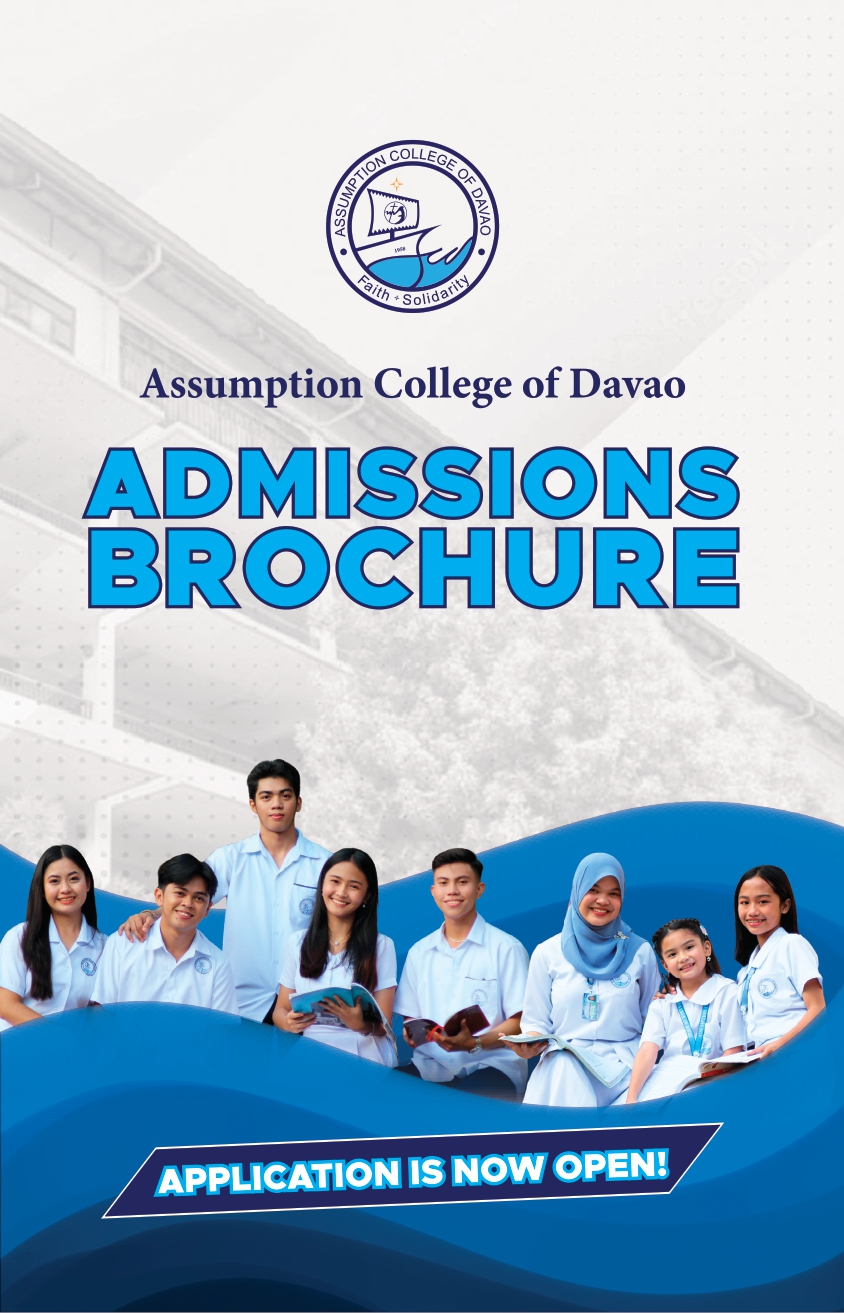 ASSUMPTION COLLEGE OF DAVAO
1958
Faith + Solidarity
Assumption College of Davao
ADMISSIONS
BROCHURE
APPLICATION IS NOW OPEN!